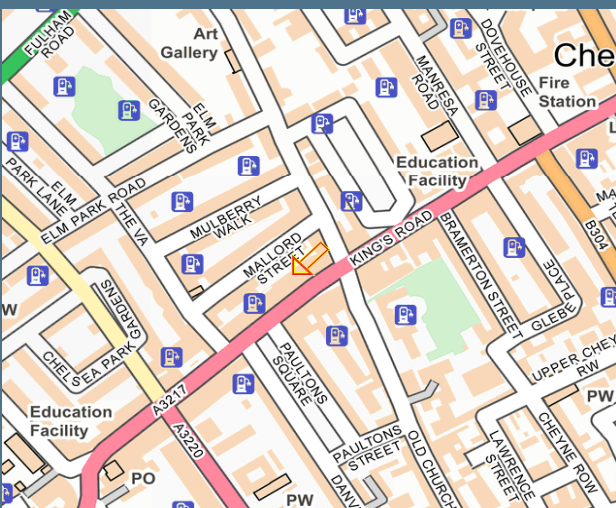 FULHAM
ROAD
Art
Gallery
DOVEHOUSE
STREET
Che
MANRESA
ROAD
Fire
Station
ELM
PARK
GARDENS
Education
Facility
ELM
PARK LANE
ELM PARK ROAD
THE VA
MULBERRY
WALK
MALLORD
STREET
KING'S ROAD
BRAMERTON STREET
MA
B304
W
GARDENS
CHELSEA PARK
GLEBE
PLACE
UPPER CHEY
RW
PAULTONS
SQUARE
A3217
A3220
Education
Facility
PO
PW
PAULTONS
STREET
DANV
OLD CHURCH
LAWRENCE
STREET
CHEYNE ROW
PW